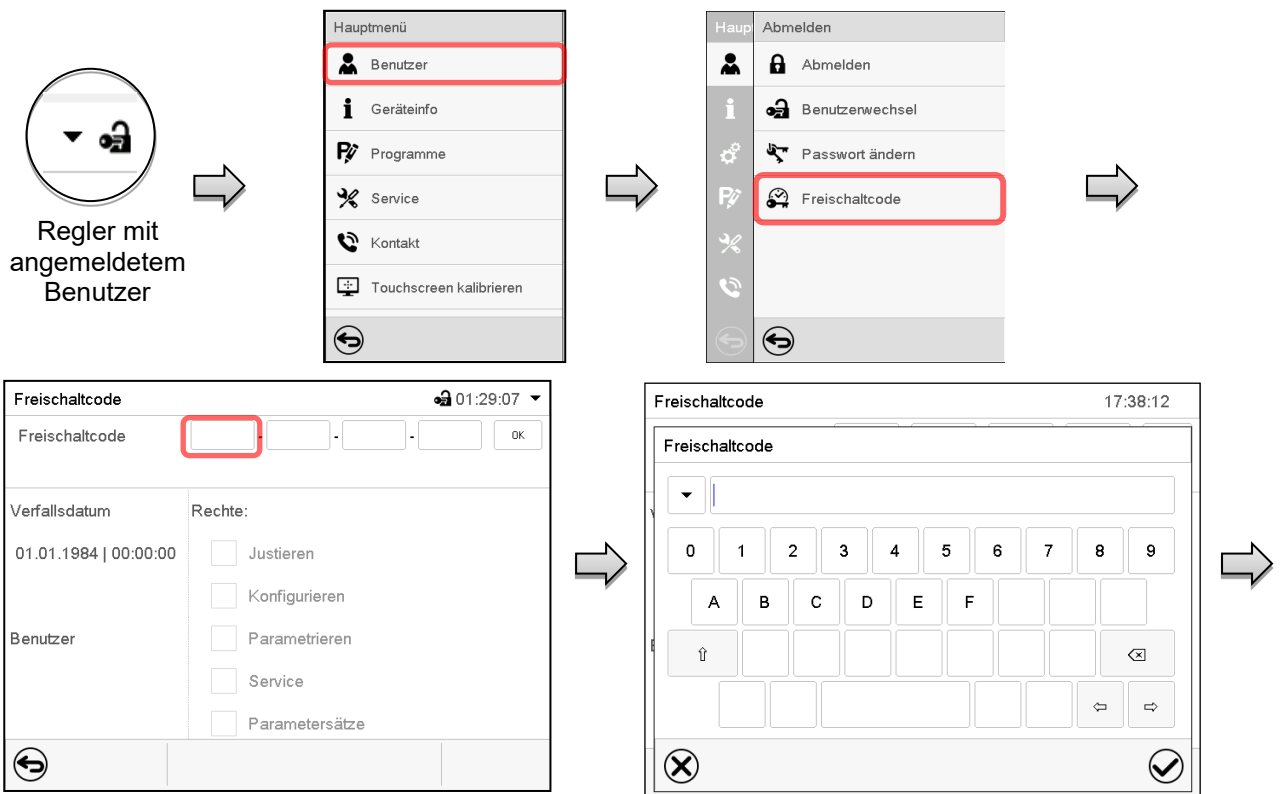 Regler mit
angemeldetem
Benutzer
Hauptmenü
Benutzer
Geräteinfo
Programme
Service
Kontakt
Touchscreen kalibrieren
Haup
Abmelden
Abmelden
Benutzerwechsel
Passwort ändern
Freischaltcode
Freischaltcode 01:29:07
Freischaltcode - - - OK
Verfallsdatum Rechte:
01.01.1984 | 00:00:00 Justieren
Konfigurieren
Benutzer Parametrieren
Service
Parametersätze
Freischaltcode 17:38:12
Freischaltcode
0 1 2 3 4 5 6 7 8 9
A B C D E F